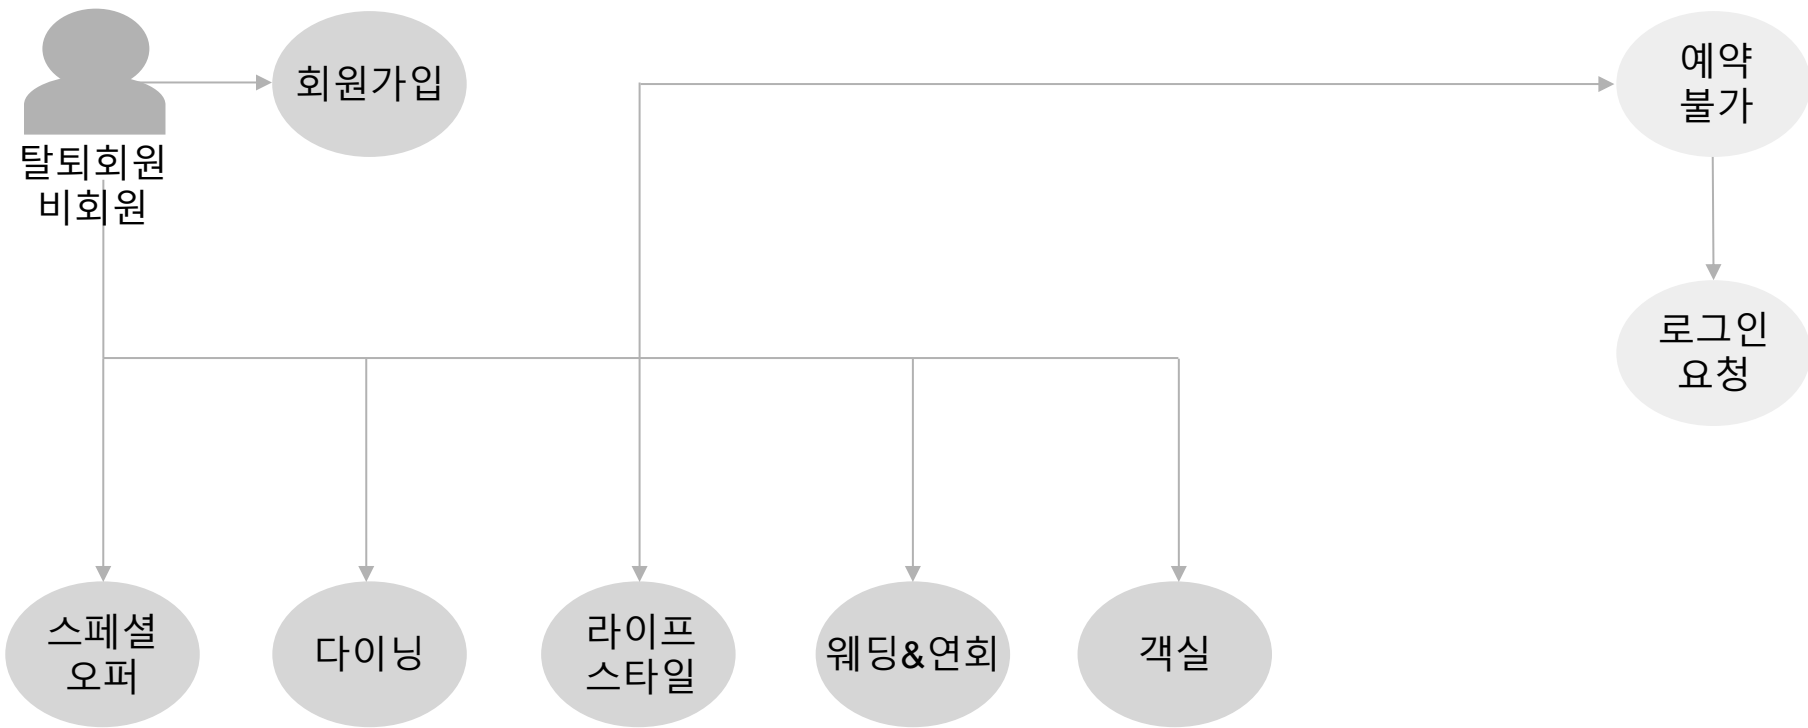 회원가입
예약
불가
탈퇴회원
비회원
로그인
요청
스페셜
오퍼
다이닝
라이프
스타일
웨딩&연회
객실